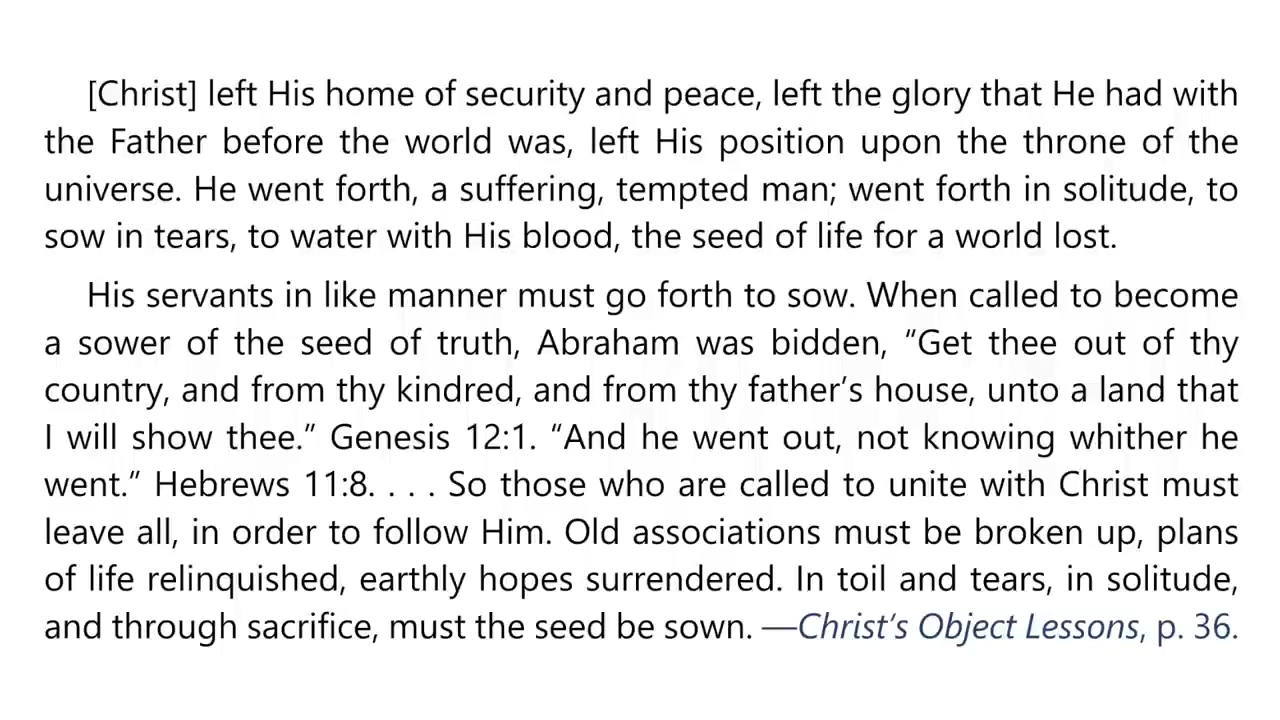 [Christ] left His home of security and peace, left the glory that He had with
the Father before the world was, left His position upon the throne of the
universe. He went forth, a suffering, tempted man; went forth in solitude, to
sow in tears, to water with His blood, the seed of life for a world lost.
His servants in like manner must go forth to sow. When called to become
a sower of the seed of truth, Abraham was bidden, “Get thee out of thy
country, and from thy kindred, and from thy father’s house, unto a land that
I will show thee.” Genesis 12:1. “And he went out, not knowing whither he
went.” Hebrews 11:8. . . . So those who are called to unite with Christ must
leave all, in order to follow Him. Old associations must be broken up, plans
of life relinquished, earthly hopes surrendered. In toil and tears, in solitude,
and through sacrifice, must the seed be sown. —Christ’s Object Lessons, p. 36.